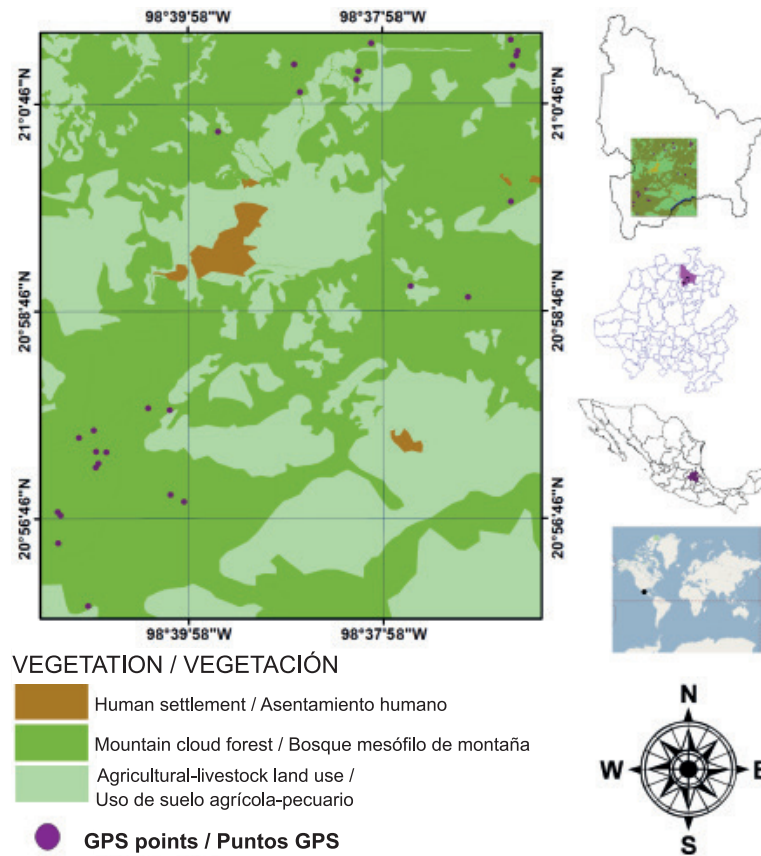 98°39'58"W
98°37'58"W
21°0'46"N
21°0'46"N
20°58'46"N
20°58'46"N
20°56'46"N
20°56'46"N
98°39'58"W
98°37'58"W
VEGETATION / VEGETACIÓN
Human settlement / Asentamiento humano
Mountain cloud forest / Bosque mesófilo de montaña
Agricultural-livestock land use /
Uso de suelo agrícola-pecuario
GPS points / Puntos GPS
N
W
E
S